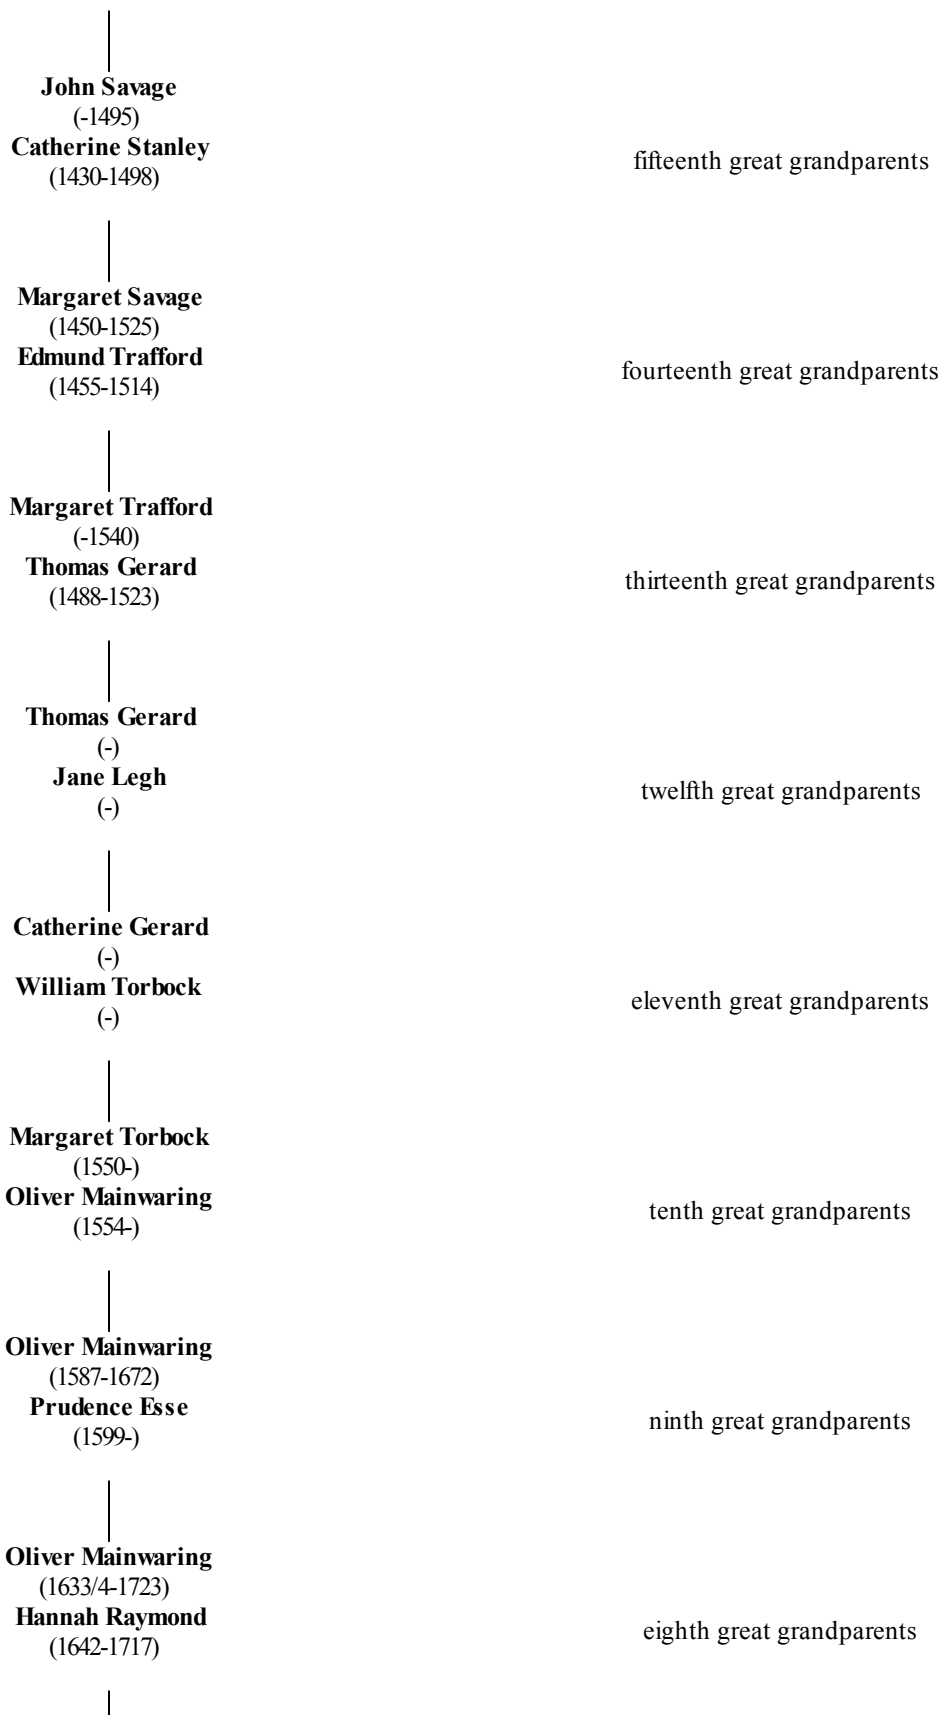 John Savage
(-1495)
Catherine Stanley
(1430-1498)
fifteenth great grandparents
Margaret Savage
(1450-1525)
Edmund Trafford
(1455-1514)
fourteenth great grandparents
Margaret Trafford
(-1540)
Thomas Gerard
(1488-1523)
thirteenth great grandparents
Thomas Gerard
(-)
Jane Legh
(-)
twelfth great grandparents
Catherine Gerard
(-)
William Torbock
(-)
eleventh great grandparents
Margaret Torbock
(1550-)
Oliver Mainwaring
(1554-)
tenth great grandparents
Oliver Mainwaring
(1587-1672)
Prudence Esse
(1599-)
ninth great grandparents
Oliver Mainwaring
(1633/4-1723)
Hannah Raymond
(1642-1717)
eighth great grandparents